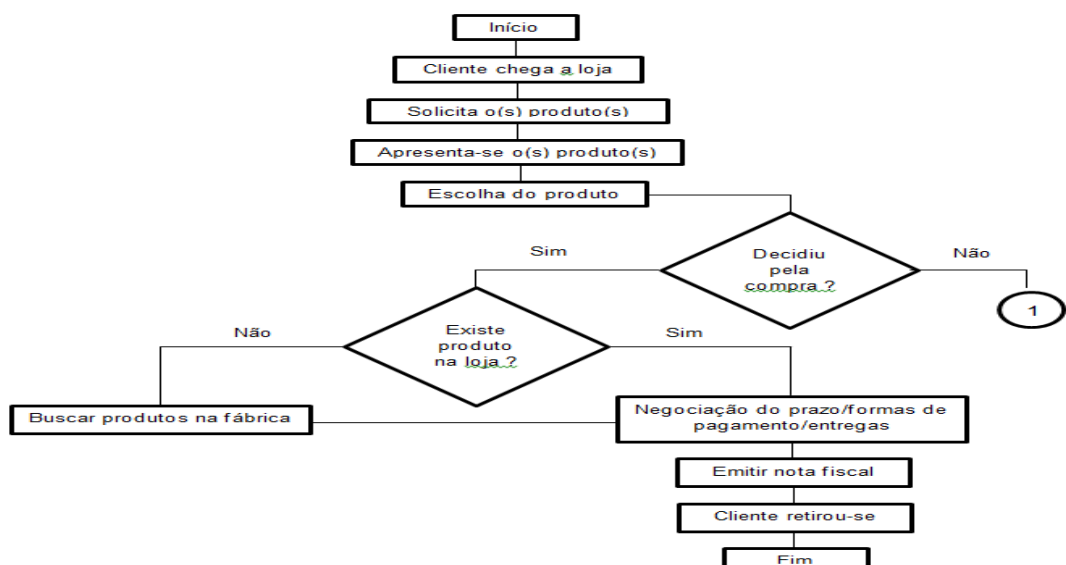 Início
Cliente chega a loja
Solicita o(s) produto(s)
Apresenta-se o(s) produto(s)
Escolha do produto
Decidiu
pela
compra ?
Sim
Não
1
Existe
produto
na loja ?
Não
Sim
Buscar produtos na fábrica
Negociação do prazo/formas de
pagamento/entregas
Emitir nota fiscal
Cliente retirou-se
Fim